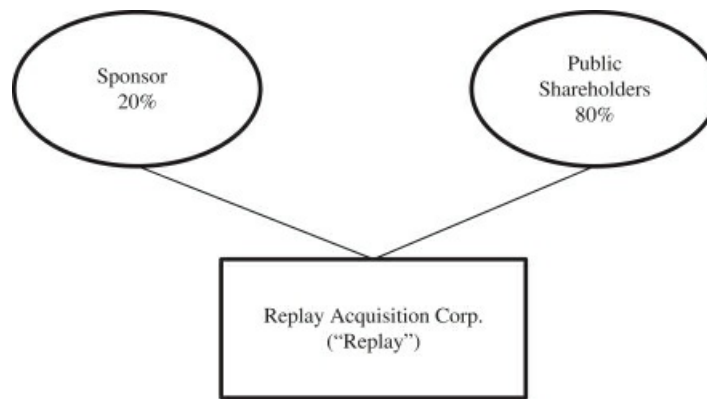 Sponsor
20%
Public
Shareholders
80%
Replay Acquisition Corp.
(“Replay”)